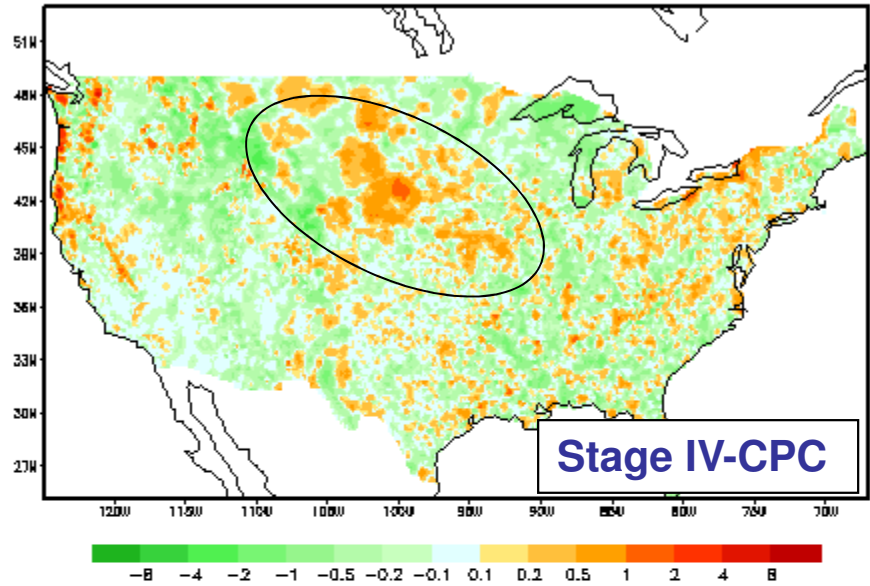 51N
48N
45N
42N
39N
36N
33N
30N
27N
Stage IV-CPC
120W 115W 110W 105W 100W 95W 90W 85W 80W 75W 70W
-8 -4 -2 -1 -0.5 -0.2 -0.1 0.1 0.2 0.5 1 2 4 8